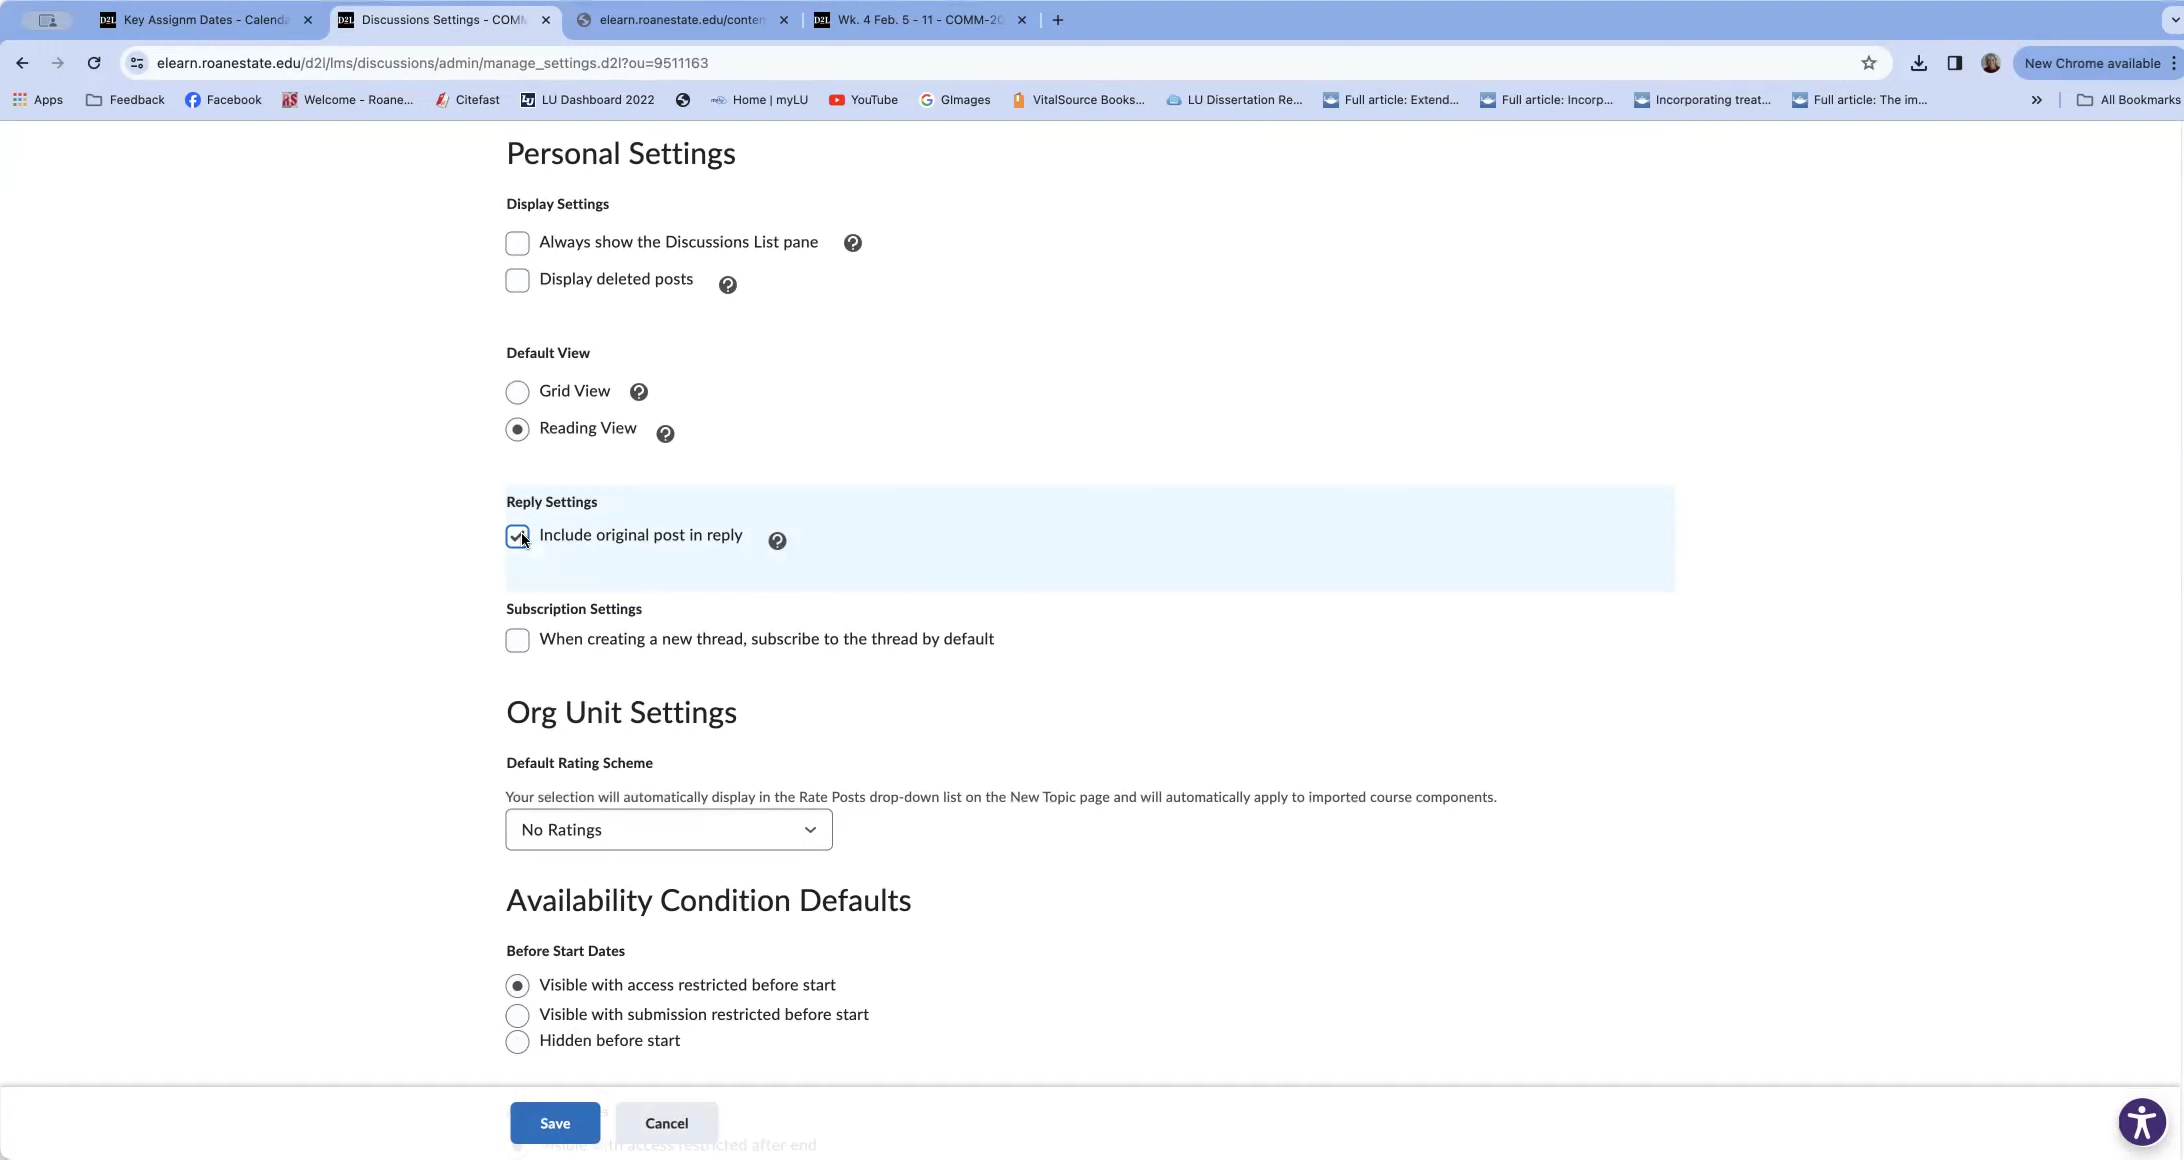 Key Assignm Dates - Calenda
Discussions Settings - COMM
elearn.roanestate.edu/conten
Wk. 4 Feb. 5 - 11 - COMM-20
elearn.roanestate.edu/d2l/lms/discussions/admin/manage_settings.d2l?ou=9511163
New Chrome available
Apps
Feedback
Facebook
Welcome - Roane...
Citefast
LU Dashboard 2022
Home | myLU
YouTube
GImages
VitalSource Books...
LU Dissertation Re...
Full article: Extend...
Full article: Incorp...
Incorporating treat...
Full article: The im...
»
All Bookmarks
Personal Settings
Display Settings
Always show the Discussions List pane
Display deleted posts
Default View
Grid View
Reading View
Reply Settings
Include original post in reply
Subscription Settings
When creating a new thread, subscribe to the thread by default
Org Unit Settings
Default Rating Scheme
Your selection will automatically display in the Rate Posts drop-down list on the New Topic page and will automatically apply to imported course components.
No Ratings
Availability Condition Defaults
Before Start Dates
Visible with access restricted before start
Visible with submission restricted before start
Hidden before start
Save
Cancel
access restricted after end